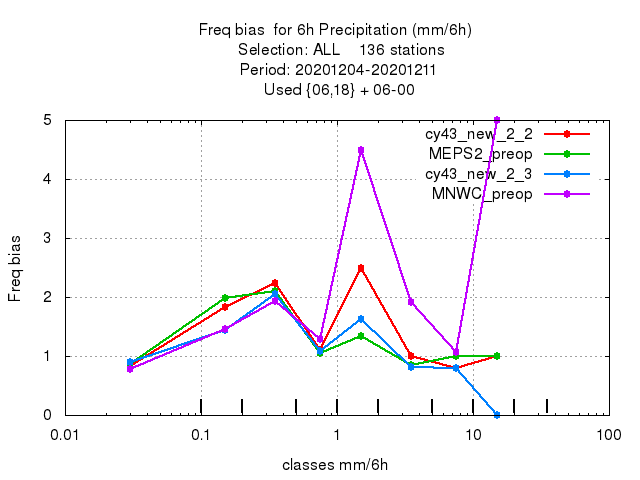 Freq bias  for 6h Precipitation (mm/6h)
Selection: ALL    136 stations
Period: 20201204-20201211
Used {06,18} + 06-00
cy43_new_2_2
MEPS2_preop
cy43_new_2_3
MNWC_preop
Freq bias
5
4
3
2
1
0
0.01 0.1 1 10 100
classes mm/6h